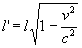 l' = l√(1 − v²/c²)